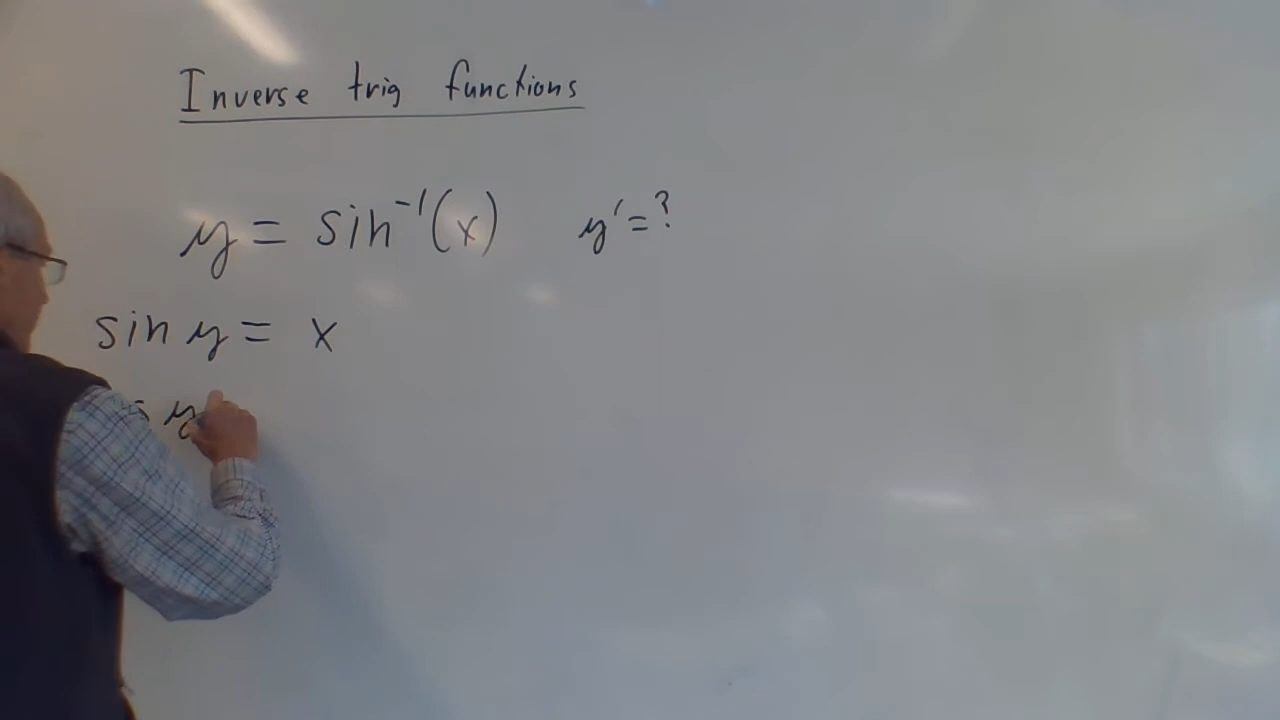 Inverse trig functions
y = sin⁻¹(x) y' = ?
sin y = x
y